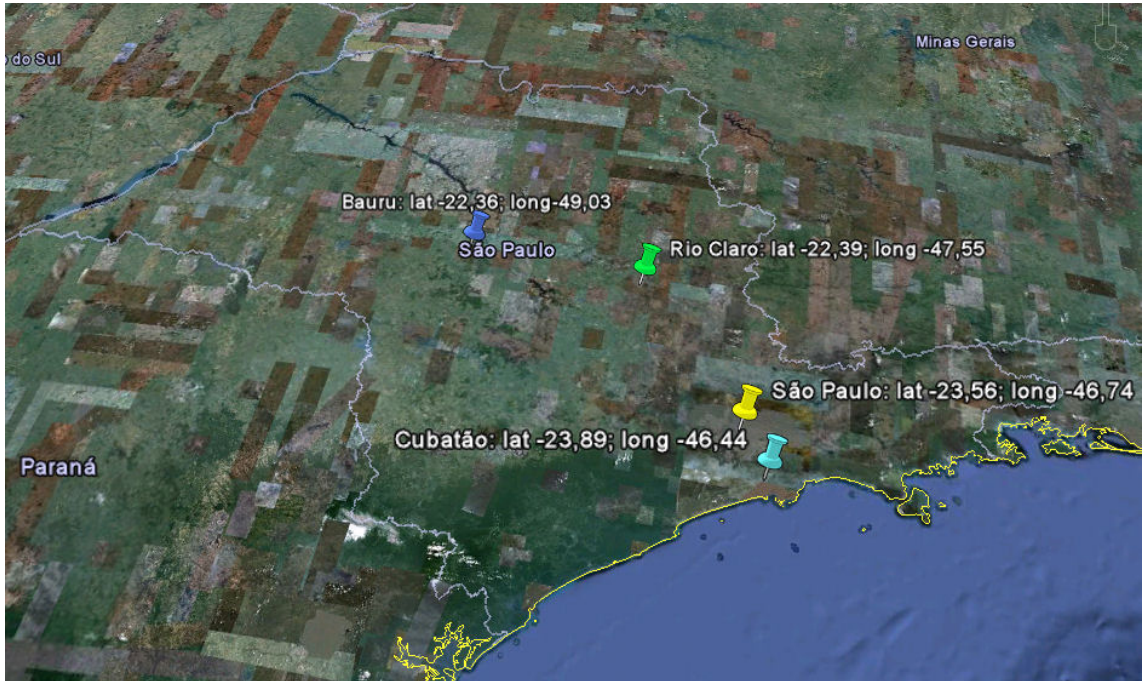 Minas Gerais
do Sul
Bauru: lat -22,36; long-49,03
São Paulo
Rio Claro: lat -22,39; long -47,55
São Paulo: lat -23,56; long -46,74
Cubatão: lat -23,89; long -46,44
Paraná